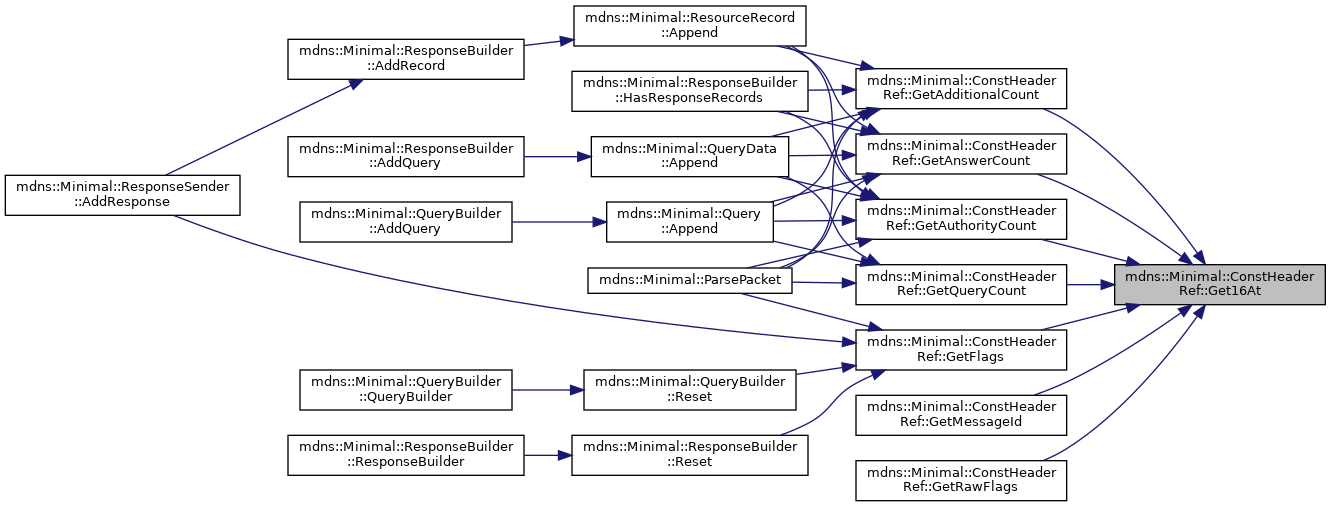 mdns::Minimal::ResourceRecord
::Append
mdns::Minimal::ResponseBuilder
::AddRecord
mdns::Minimal::ConstHeader
Ref::GetAdditionalCount
mdns::Minimal::ResponseBuilder
::HasResponseRecords
mdns::Minimal::ResponseBuilder
::AddQuery
mdns::Minimal::QueryData
::Append
mdns::Minimal::ConstHeader
Ref::GetAnswerCount
mdns::Minimal::ResponseSender
::AddResponse
mdns::Minimal::QueryBuilder
::AddQuery
mdns::Minimal::Query
::Append
mdns::Minimal::ConstHeader
Ref::GetAuthorityCount
mdns::Minimal::ParsePacket
mdns::Minimal::ConstHeader
Ref::GetQueryCount
mdns::Minimal::ConstHeader
Ref::Get16At
mdns::Minimal::ConstHeader
Ref::GetFlags
mdns::Minimal::QueryBuilder
::QueryBuilder
mdns::Minimal::QueryBuilder
::Reset
mdns::Minimal::ConstHeader
Ref::GetMessageId
mdns::Minimal::ResponseBuilder
::ResponseBuilder
mdns::Minimal::ResponseBuilder
::Reset
mdns::Minimal::ConstHeader
Ref::GetRawFlags